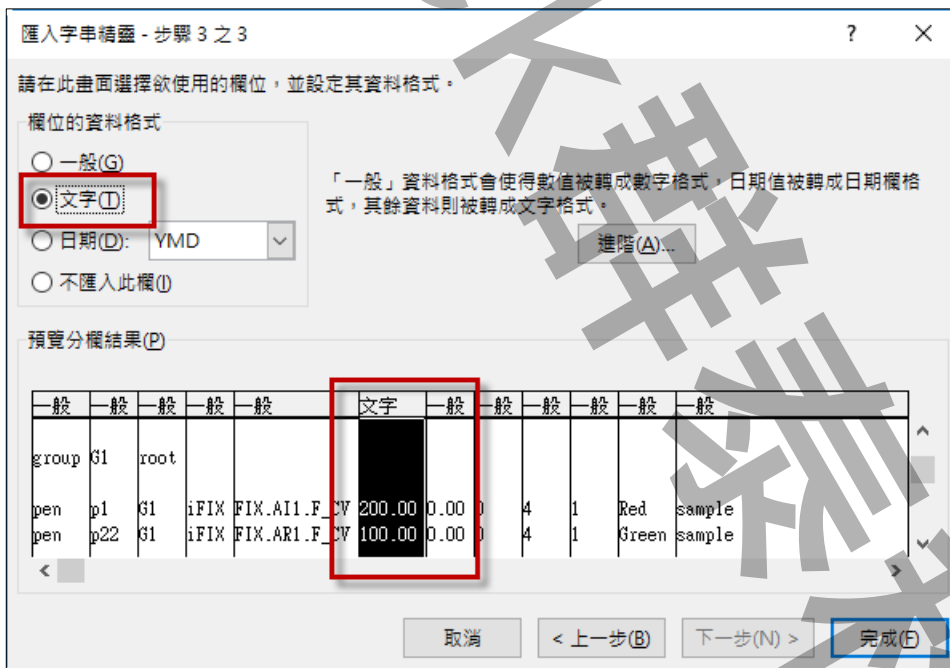 匯入字串精靈 - 步驟 3 之 3
?
×
請在此畫面選擇欲使用的欄位，並設定其資料格式。
欄位的資料格式
一般(G)
文字(T)
日期(D): YMD
不匯入此欄(I)
「一般」資料格式會使得數值被轉成數字格式，日期值被轉成日期欄格
式，其餘資料則被轉成文字格式。
進階(A)...
預覽分欄結果(P)
一般 一般 一般 一般 一般 文字 一般 一般 一般 一般 一般 一般
group G1 root
pen p1 G1 iFIX FIX.AI1.F_CV 200.00 0.00 4 1 Red sample
pen p22 G1 iFIX FIX.AR1.F_CV 100.00 0.00 4 1 Green sample
取消
< 上一步(B)
下一步(N) >
完成(F)